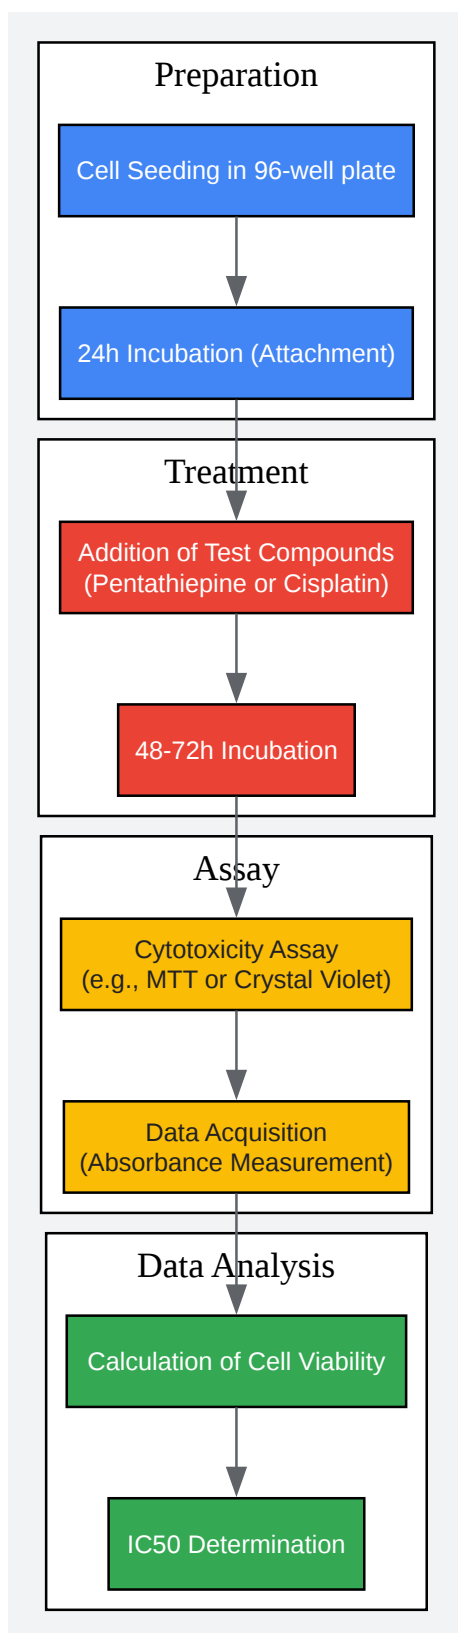 Preparation
Cell Seeding in 96-well plate
24h Incubation (Attachment)
Treatment
Addition of Test Compounds
(Pentathiepine or Cisplatin)
48-72h Incubation
Assay
Cytotoxicity Assay
(e.g., MTT or Crystal Violet)
Data Acquisition
(Absorbance Measurement)
Data Analysis
Calculation of Cell Viability
IC50 Determination